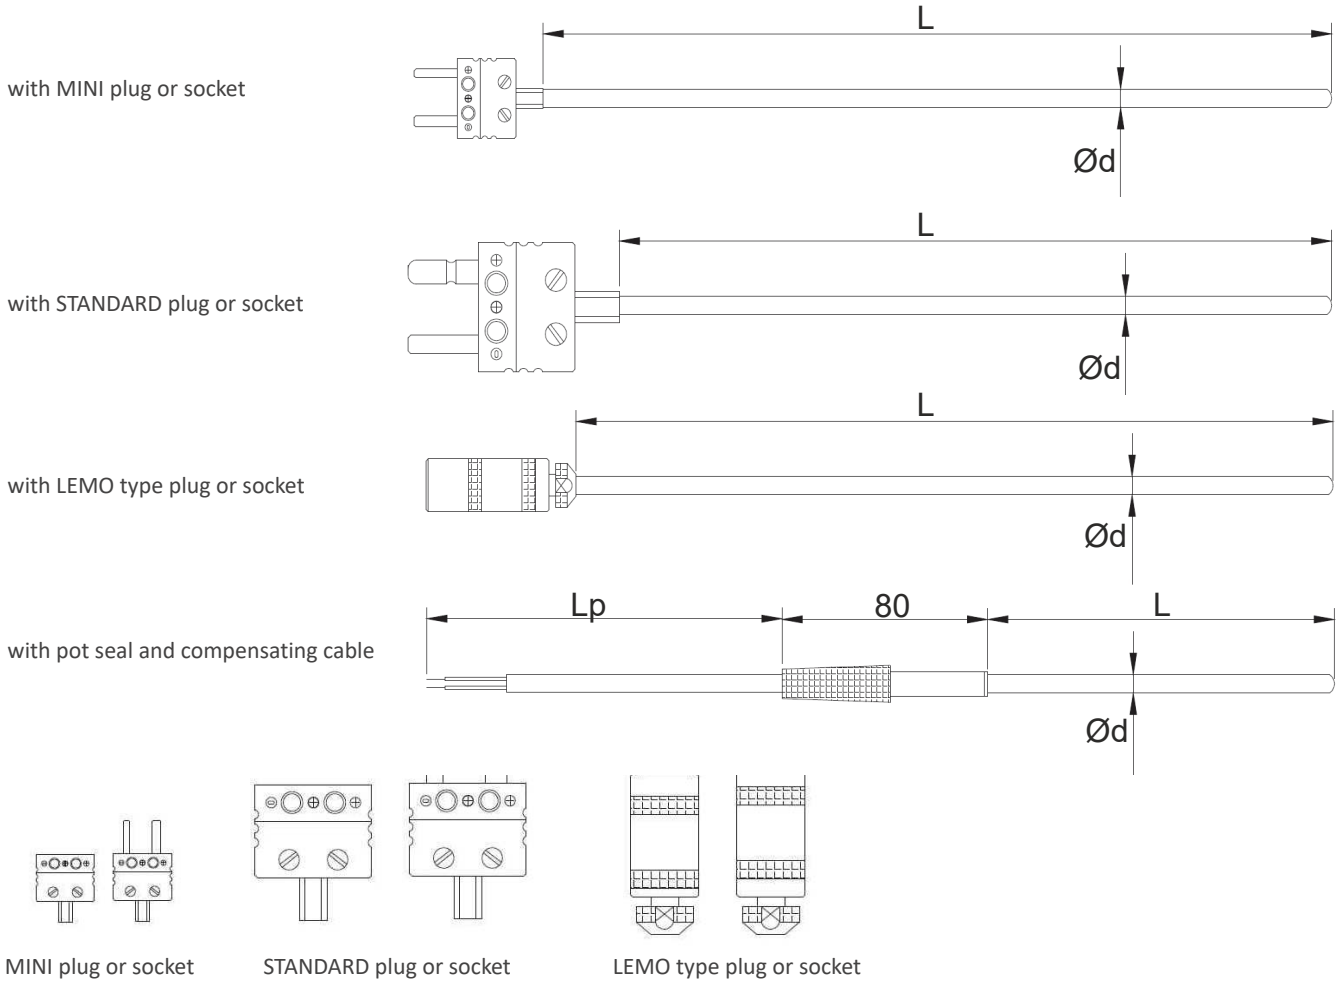 L
with MINI plug or socket
Ød
L
with STANDARD plug or socket
Ød
L
with LEMO type plug or socket
Ød
Lp 80 L
with pot seal and compensating cable
Ød
MINI plug or socket STANDARD plug or socket LEMO type plug or socket